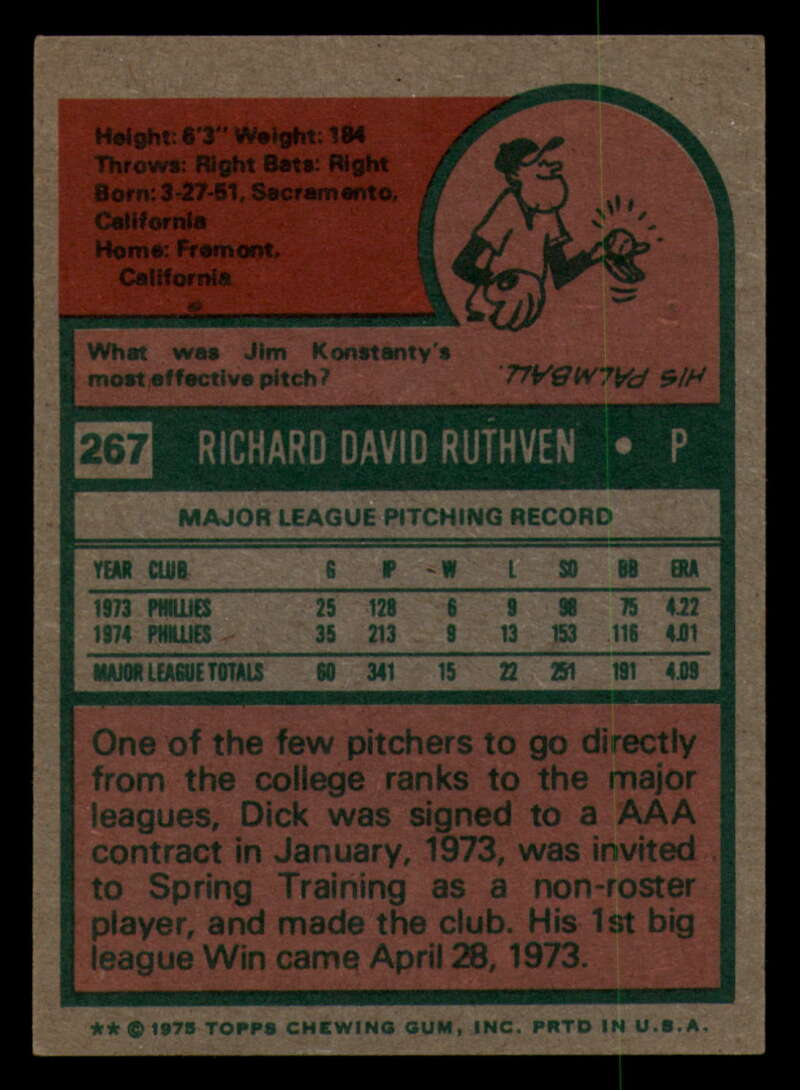 Height: 6'3" Weight: 184
Throws: Right Bats: Right
Born: 3-27-51, Sacramento,
California
Home: Fremont,
California
What was Jim Konstanty's
most effective pitch?
HIS PALMBALL.
267 RICHARD DAVID RUTHVEN • P
MAJOR LEAGUE PITCHING RECORD
YEAR CLUB G IP W L SO BB ERA
1973 PHILLIES 25 128 6 9 98 75 4.22
1974 PHILLIES 35 213 9 13 153 116 4.01
MAJOR LEAGUE TOTALS 60 341 15 22 251 191 4.09
One of the few pitchers to go directly
from the college ranks to the major
leagues, Dick was signed to a AAA
contract in January, 1973, was invited
to Spring Training as a non-roster
player, and made the club. His 1st big
league Win came April 28, 1973.
** © 1975 TOPPS CHEWING GUM, INC. PRTD IN U.S.A.